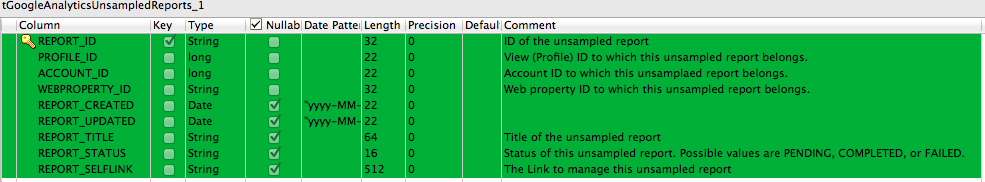 tGoogleAnalyticsUnsampledReports_1
Column Key Type Nullab Date Patter Length Precision Defaul Comment
REPORT_ID String 32 0 ID of the unsampled report
PROFILE_ID long 22 0 View (Profile) ID to which this unsampled report belongs.
ACCOUNT_ID long 22 0 Account ID to which this unsamplaed report belongs.
WEBPROPERTY_ID String 32 0 Web property ID to which this unsampled report belongs.
REPORT_CREATED Date "yyyy-MM- 22 0
REPORT_UPDATED Date "yyyy-MM- 22 0
REPORT_TITLE String 64 0 Title of the unsampled report
REPORT_STATUS String 16 0 Status of this unsampled report. Possible values are PENDING, COMPLETED, or FAILED.
REPORT_SELFLINK String 512 0 The Link to manage this unsampled report